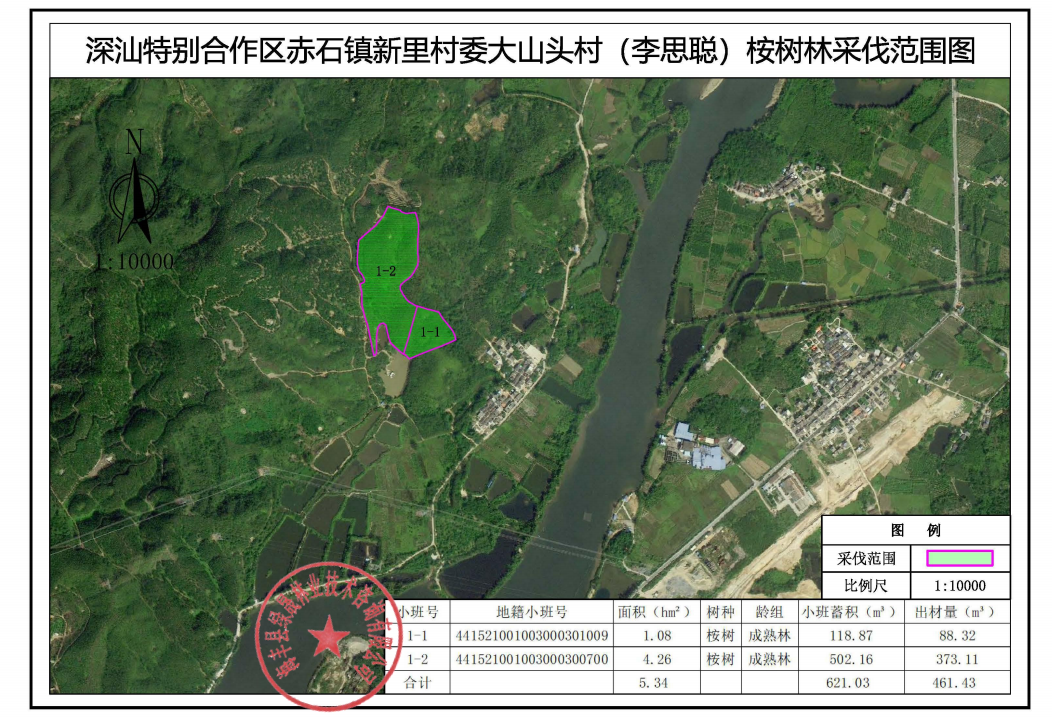 深汕特别合作区赤石镇新里村委大山头村（李思聪）桉树林采伐范围图
N
1:10000
1-2
1-1
图 例
采伐范围
比例尺 1:10000
小班号 地籍小班号 面积（hm²） 树种 龄组 小班蓄积（m³） 出材量（m³）
1-1 441521001003000301009 1.08 桉树 成熟林 118.87 88.32
1-2 441521001003000300700 4.26 桉树 成熟林 502.16 373.11
合计 5.34 621.03 461.43